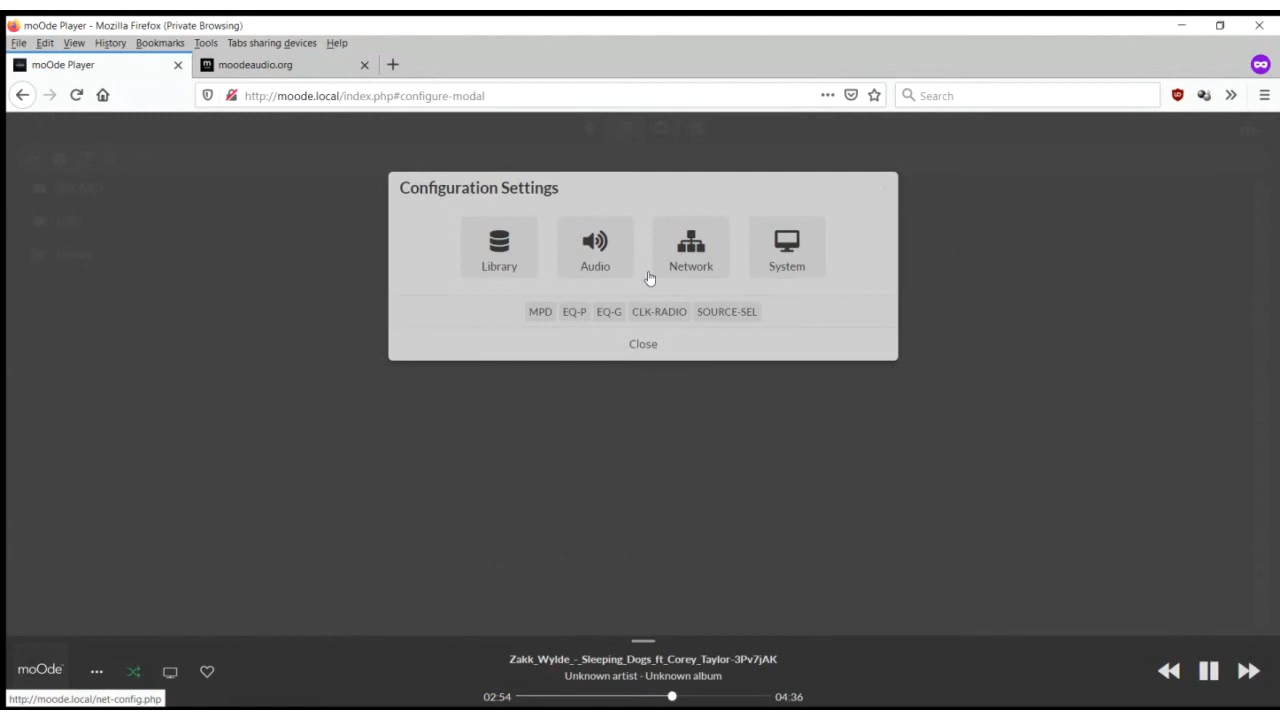 moOde Player - Mozilla Firefox (Private Browsing)
File Edit View History Bookmarks Tools Tabs sharing devices Help
moOde Player
moodeaudio.org
http://moode.local/index.php#configure-modal
Search
Configuration Settings
Library Audio Network System
MPD EQ-P EQ-G CLK-RADIO SOURCE-SEL
Close
Zakk_Wylde_-_Sleeping_Dogs_ft_Corey_Taylor-3Pv7jAK
moOde
Unknown artist - Unknown album
02:54 04:36
http://moode.local/net-config.php